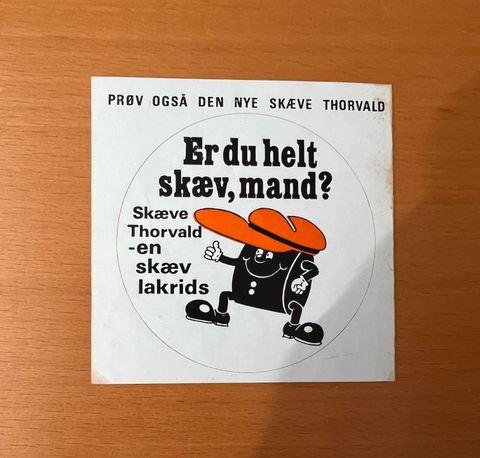 PRØV OGSÅ DEN NYE SKÆVE THORVALD
Er du helt
skæv, mand?
Skæve
Thorvald
-en
skæv
lakrids